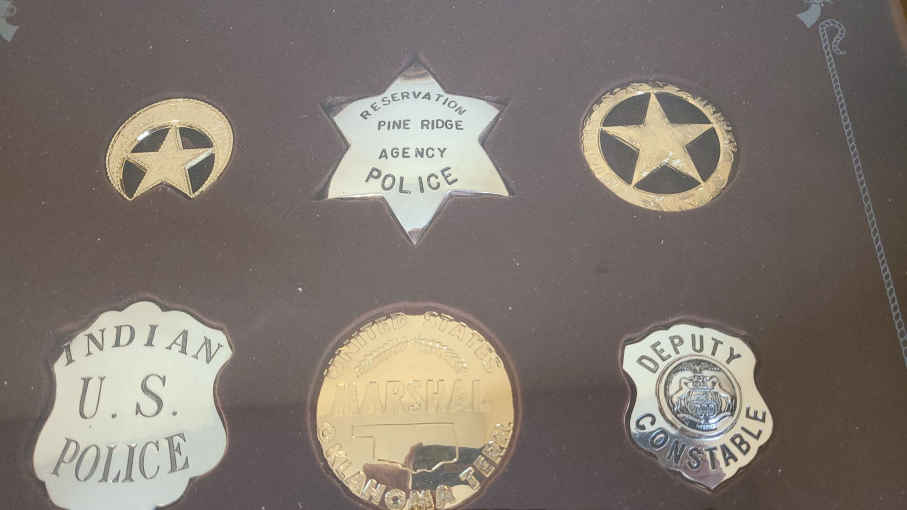 RESERVATION
PINE RIDGE
AGENCY
POLICE
INDIAN
U.S.
POLICE
UNITED STATES
MARSHAL
OKLAHOMA TERR.
DEPUTY
CONSTABLE